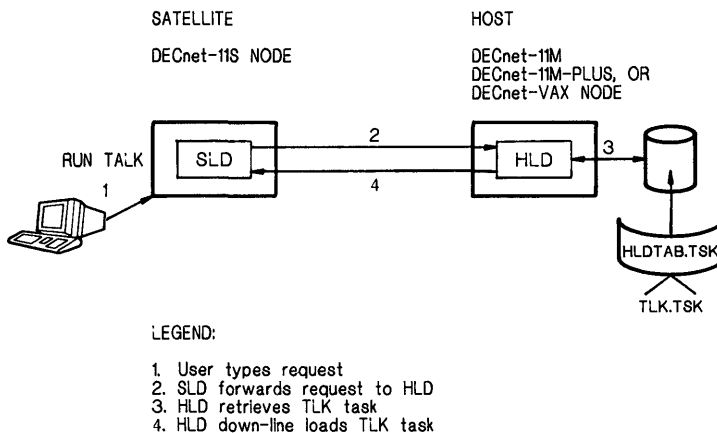 SATELLITE
HOST
DECnet-11S NODE
DECnet-11M
DECnet-11M-PLUS, OR
DECnet-VAX NODE
RUN TALK
1
SLD
2
4
HLD
3
HLDTAB.TSK
TLK.TSK
LEGEND:
1. User types request
2. SLD forwards request to HLD
3. HLD retrieves TLK task
4. HLD down-line loads TLK task